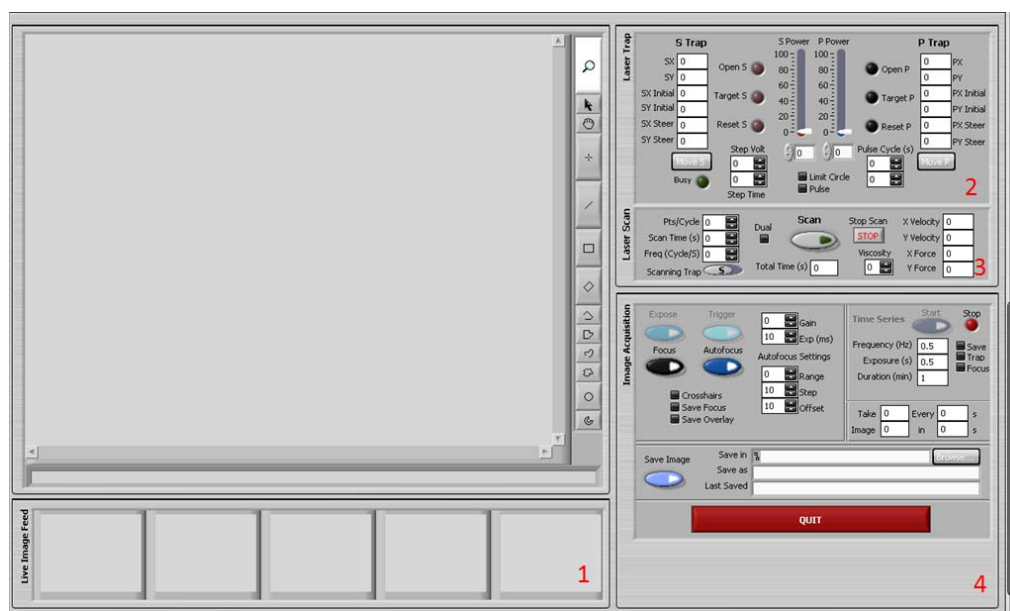 Live Image Feed
1
Laser Trap
S Trap
S Power P Power
P Trap
SX 0
SY 0
SX Initial 0
SY Initial 0
SX Steer 0
SY Steer 0
Move S
Busy
Open S
Target S
Reset S
Step Volt
0
0
Step Time
100 100
80 80
60 60
40 40
20 20
0 0
0 0
Limit Circle
Pulse
Open P
Target P
Reset P
Pulse Cycle (s)
0
0
0 PX
0 PY
0 PX Initial
0 PY Initial
0 PX Steer
0 PY Steer
Move P
2
Laser Scan
Pts/Cycle 0
Scan Time (s) 0
Freq (Cycle/S) 0
Scanning Trap S
Dual
Scan
Total Time (s) 0
Stop Scan
STOP
Viscosity
0
X Velocity 0
Y Velocity 0
X Force 0
Y Force 0
3
Image Acquisition
Expose Trigger
Focus Autofocus
Crosshairs
Save Focus
Save Overlay
0 Gain
10 Exp (ms)
Autofocus Settings
0 Range
10 Step
10 Offset
Time Series Start Stop
Frequency (Hz) 0.5
Exposure (s) 0.5
Duration (min) 1
Save
Trap
Focus
Take 0 Every 0 s
Image 0 in 0 s
Save Image
Save in Browse...
Save as
Last Saved
QUIT
4